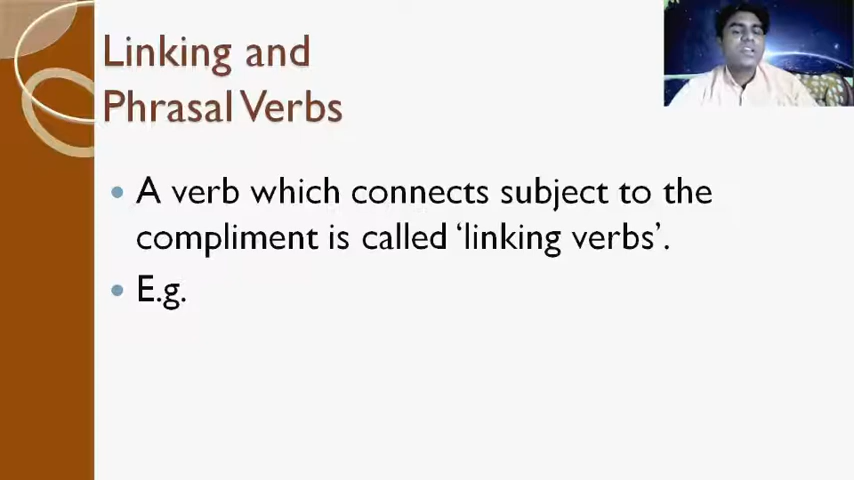 Linking and
Phrasal Verbs
• A verb which connects subject to the
compliment is called ‘linking verbs’.
• E.g.